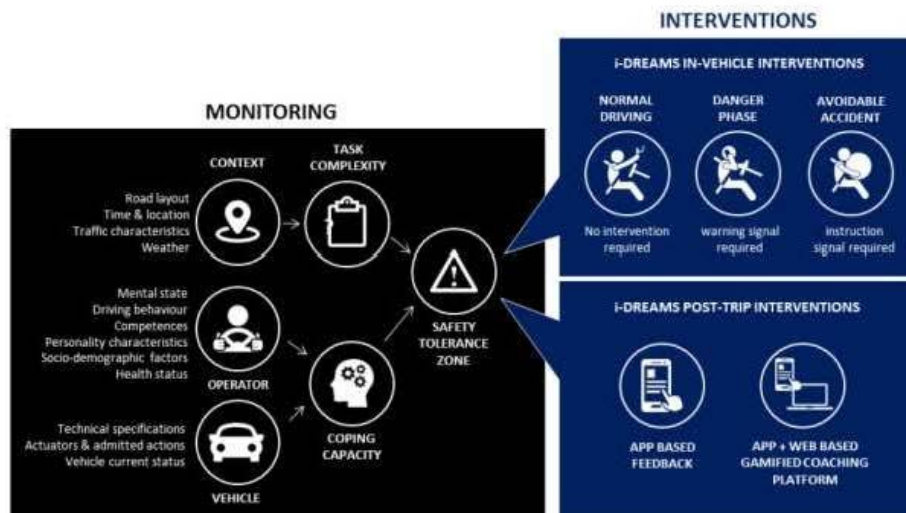 INTERVENTIONS
i-DREAMS IN-VEHICLE INTERVENTIONS
NORMAL
DRIVING
DANGER
PHASE
AVOIDABLE
ACCIDENT
No intervention
required
warning signal
required
instruction
signal required
MONITORING
CONTEXT
TASK
COMPLEXITY
Road layout
Time & location
Traffic characteristics
Weather
Mental state
Driving behaviour
Competences
Personality characteristics
Socio-demographic factors
Health status
OPERATOR
SAFETY
TOLERANCE
ZONE
Technical specifications
Actuators & admitted actions
Vehicle current status
VEHICLE
COPING
CAPACITY
i-DREAMS POST-TRIP INTERVENTIONS
APP BASED
FEEDBACK
APP + WEB BASED
GAMIFIED COACHING
PLATFORM